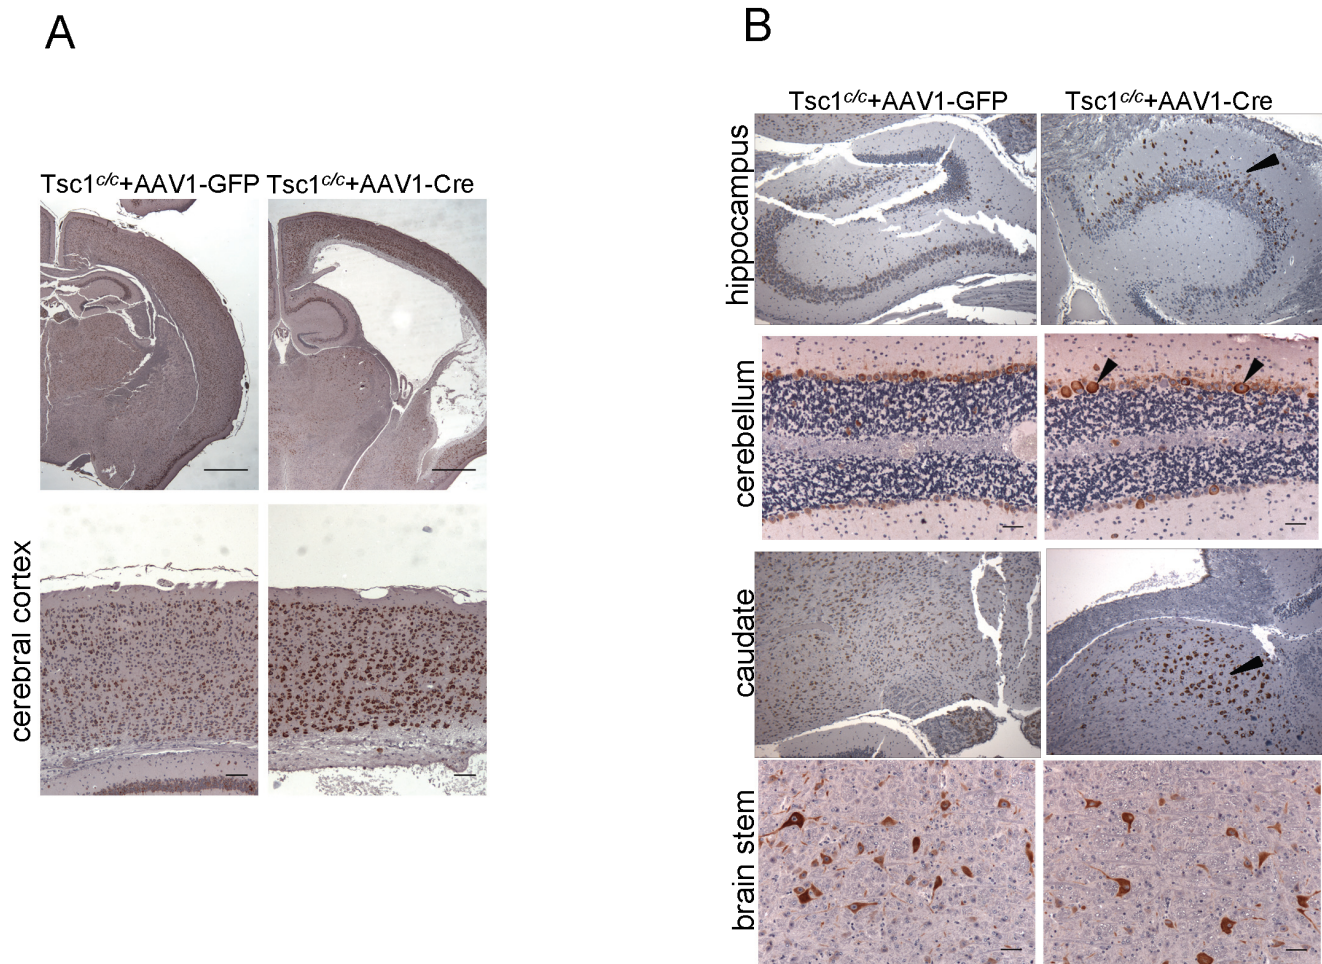 A
B
Tsc1c/c+AAV1-GFP Tsc1c/c+AAV1-Cre
cerebral cortex
Tsc1c/c+AAV1-GFP
Tsc1c/c+AAV1-Cre
hippocampus
cerebellum
caudate
brain stem